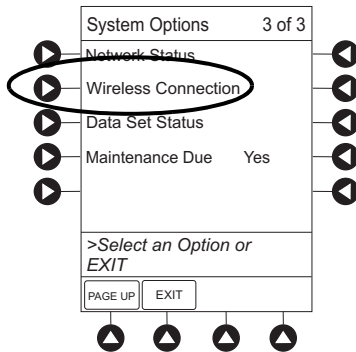 System Options 3 of 3
Network Status
Wireless Connection
Data Set Status
Maintenance Due Yes
>Select an Option or
EXIT
PAGE UP EXIT